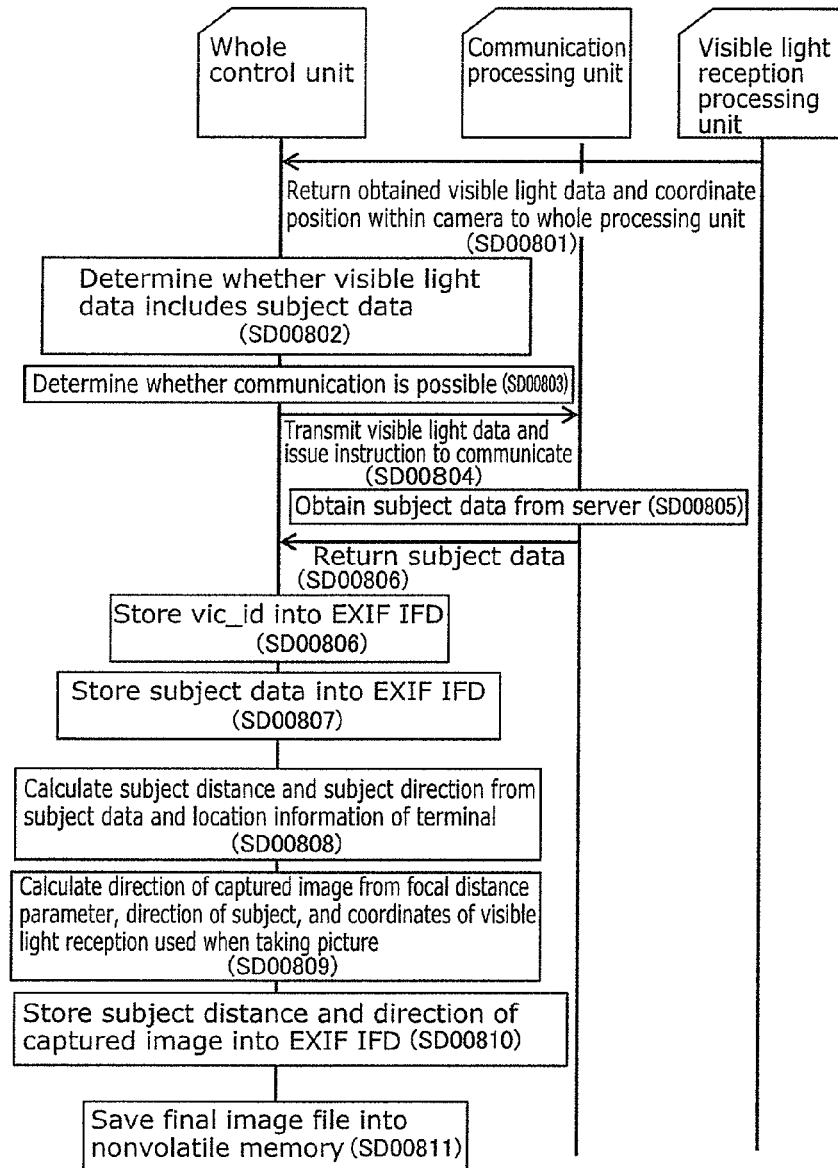 Whole
control unit
Communication
processing unit
Visible light
reception
processing
unit
Return obtained visible light data and coordinate
position within camera to whole processing unit
(SD00801)
Determine whether visible light
data includes subject data
(SD00802)
Determine whether communication is possible (SD00803)
Transmit visible light data and
issue instruction to communicate
(SD00804)
Obtain subject data from server (SD00805)
Return subject data
(SD00806)
Store vic_id into EXIF IFD
(SD00806)
Store subject data into EXIF IFD
(SD00807)
Calculate subject distance and subject direction from
subject data and location information of terminal
(SD00808)
Calculate direction of captured image from focal distance
parameter, direction of subject, and coordinates of visible
light reception used when taking picture
(SD00809)
Store subject distance and direction of
captured image into EXIF IFD (SD00810)
Save final image file into
nonvolatile memory (SD00811)